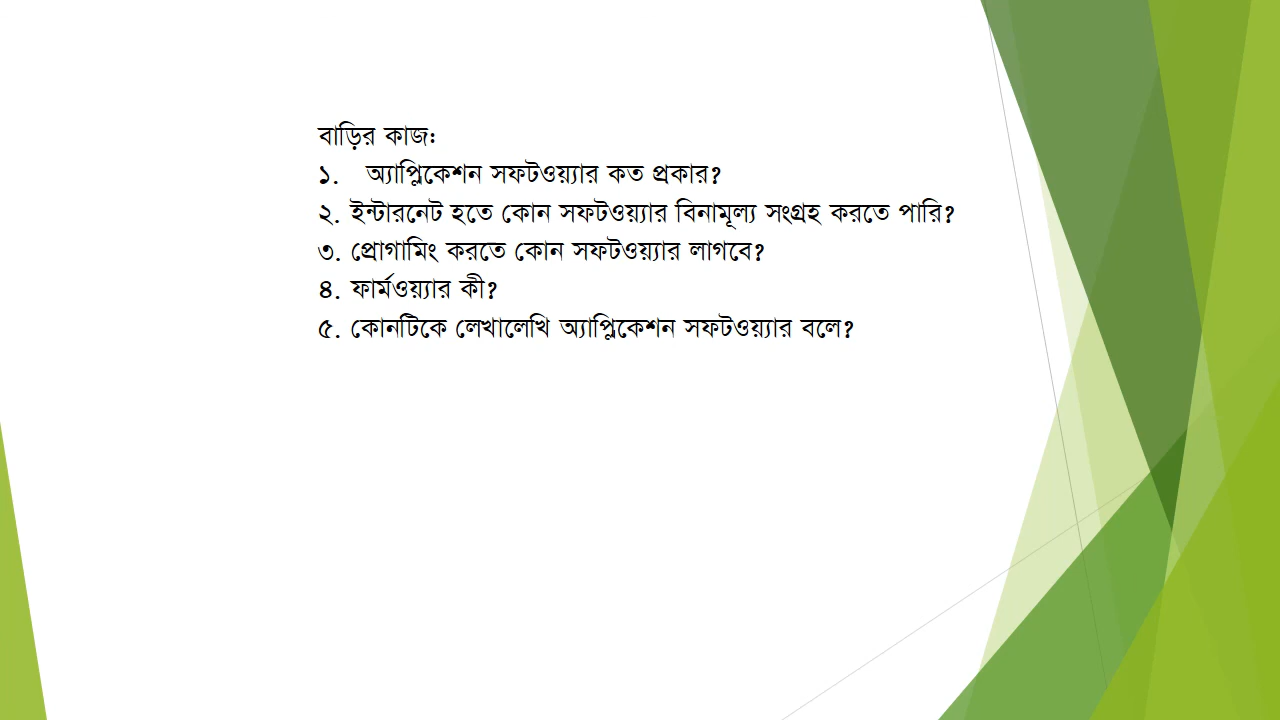 বাড়ির কাজ:
১. অ্যাপ্লিকেশন সফটওয়্যার কত প্রকার?
২. ইন্টারনেট হতে কোন সফটওয়্যার বিনামূল্য সংগ্রহ করতে পারি?
৩. প্রোগামিং করতে কোন সফটওয়্যার লাগবে?
৪. ফার্মওয়্যার কী?
৫. কোনটিকে লেখালেখি অ্যাপ্লিকেশন সফটওয়্যার বলে?